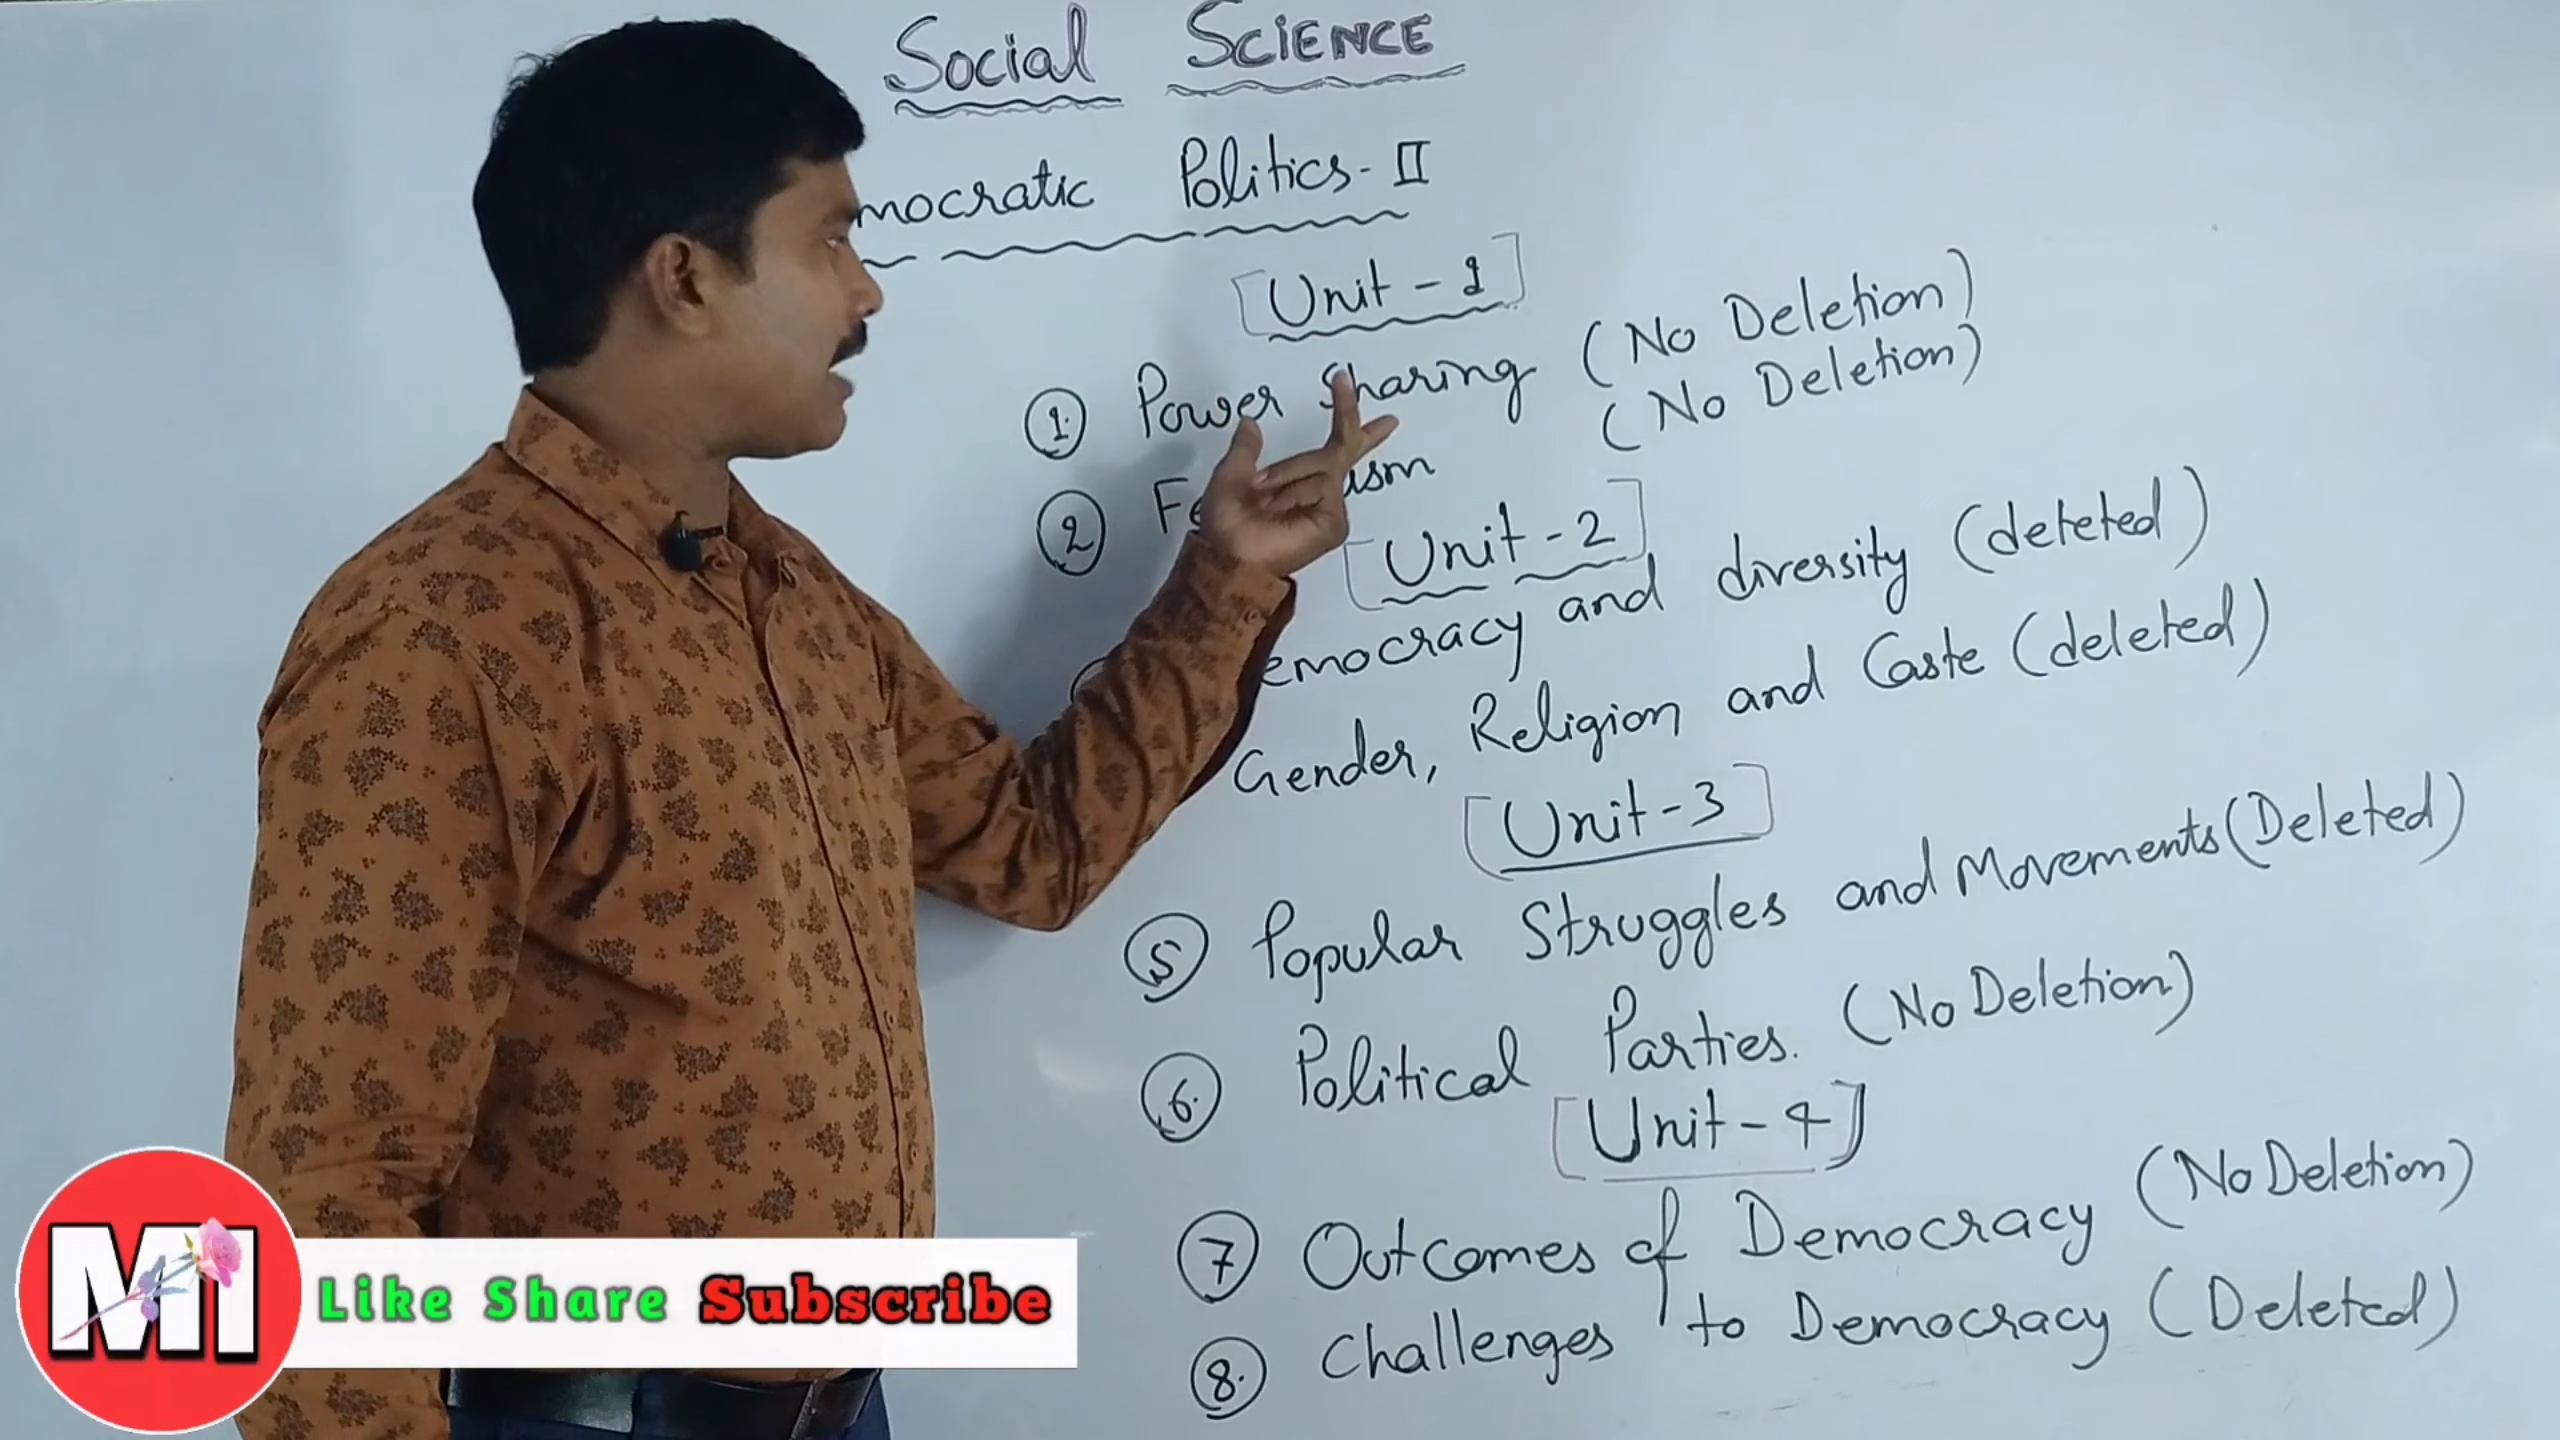 Social SCIENCE
mocratic Politics - II
[Unit - 1]
1. Power Sharing (No Deletion)
2 Fe ism (No Deletion)
[Unit - 2]
emocracy and diversity (deleted)
Gender, Religion and Caste (deleted)
[Unit - 3]
5 Popular Struggles and Movements (Deleted)
6. Political Parties. (No Deletion)
[Unit - 4]
7 Outcomes of Democracy (No Deletion)
8. Challenges to Democracy (Deleted)
MI
Like Share Subscribe